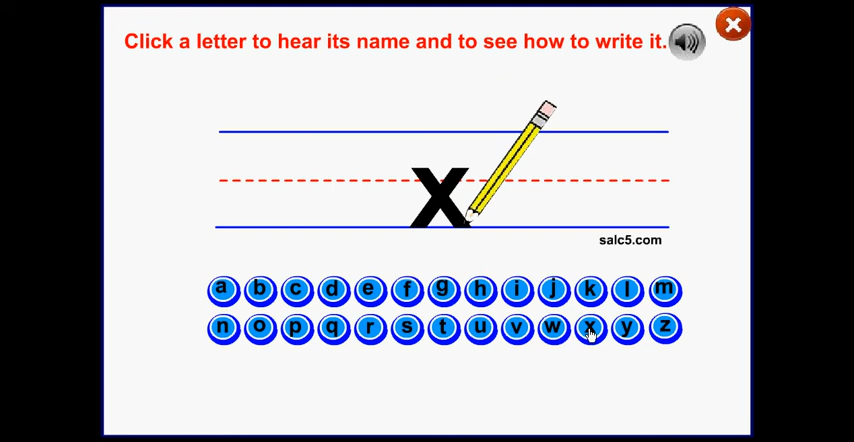 Click a letter to hear its name and to see how to write it.
x
salc5.com
a b c d e f g h i j k l m
n o p q r s t u v w x y z